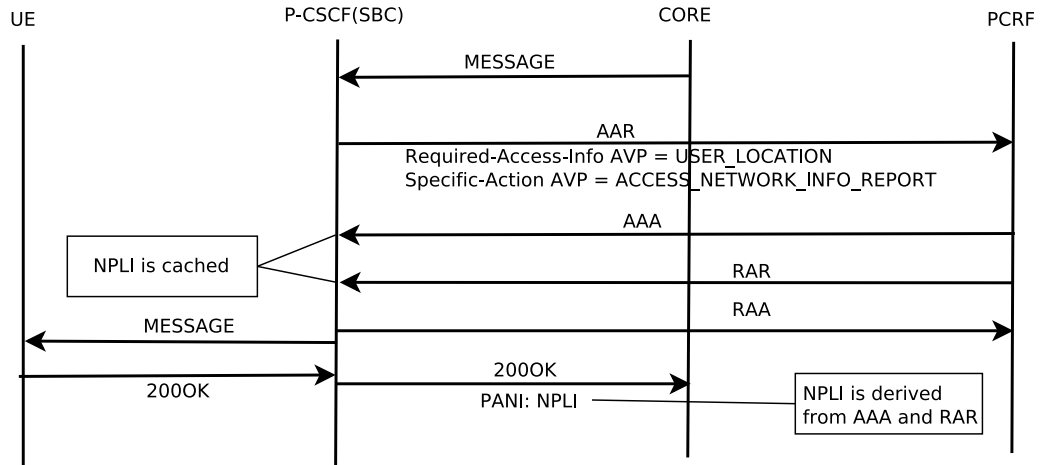 UE
P-CSCF(SBC)
CORE
PCRF
MESSAGE
AAR
Required-Access-Info AVP = USER_LOCATION
Specific-Action AVP = ACCESS_NETWORK_INFO_REPORT
AAA
NPLI is cached
RAR
RAA
MESSAGE
200OK
200OK
PANI: NPLI
NPLI is derived
from AAA and RAR